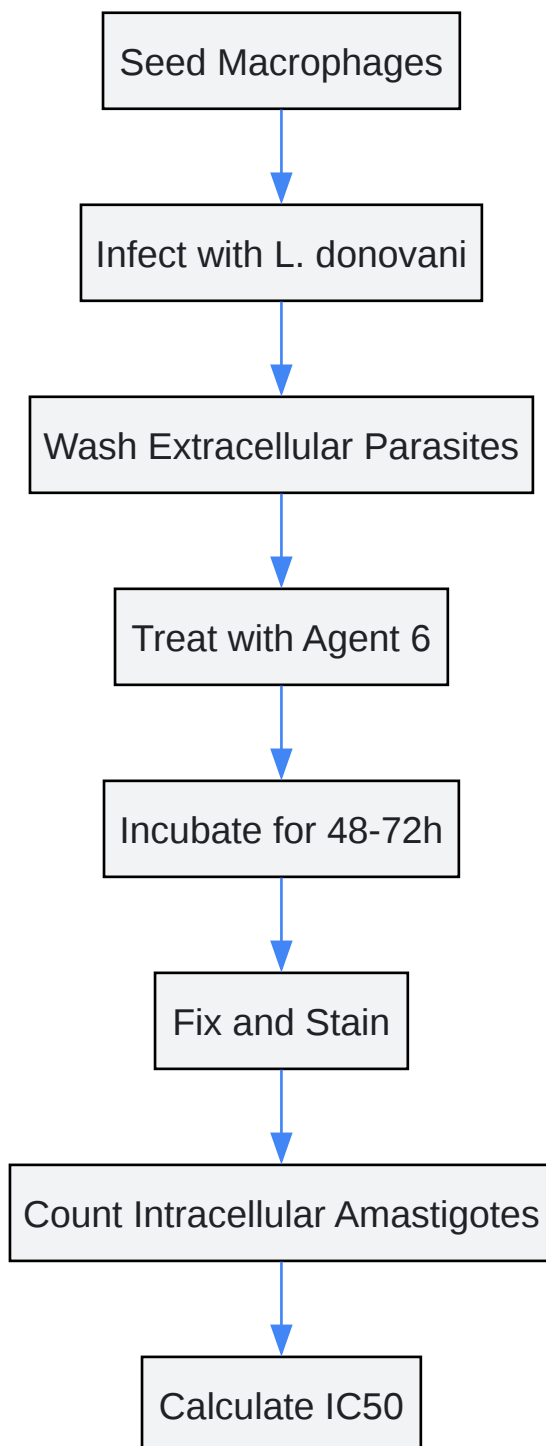 Seed Macrophages
Infect with L. donovani
Wash Extracellular Parasites
Treat with Agent 6
Incubate for 48-72h
Fix and Stain
Count Intracellular Amastigotes
Calculate IC50